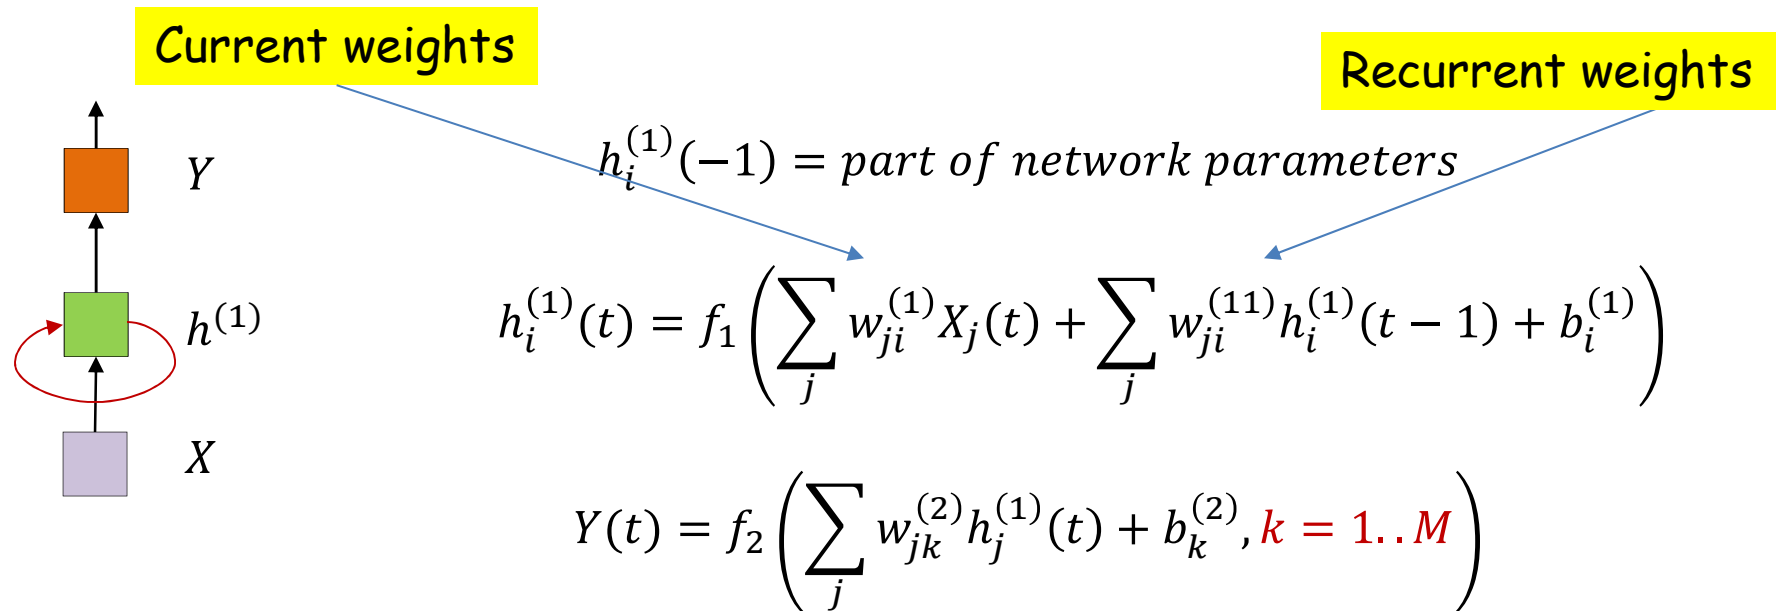 Current weights
Recurrent weights
Y
h^{(1)}
X
h_i^{(1)}(-1) = part of network parameters
h_i^{(1)}(t) = f_1(∑_j w_{ji}^{(1)} X_j(t) + ∑_j w_{ji}^{(11)} h_i^{(1)}(t − 1) + b_i^{(1)})
Y(t) = f_2(∑_j w_{jk}^{(2)} h_j^{(1)}(t) + b_k^{(2)}, k = 1..M)